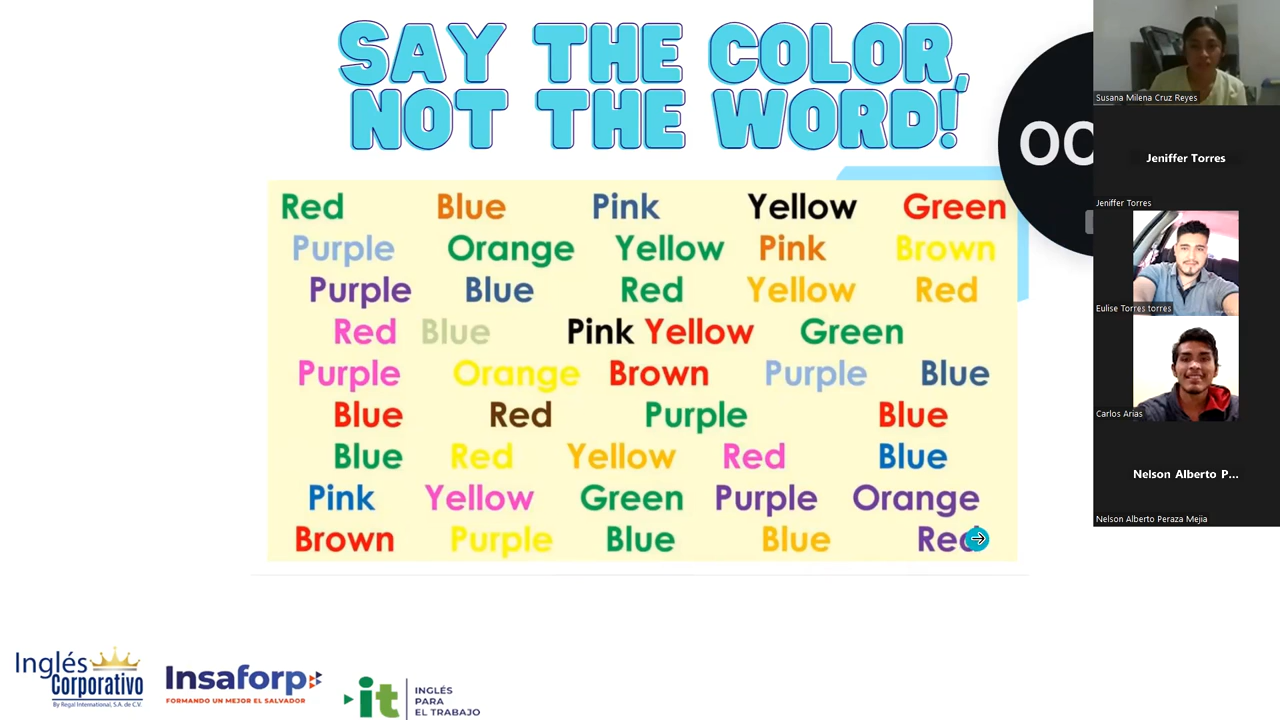 SAY THE COLOR,
NOT THE WORD!
Red Blue Pink Yellow Green
Purple Orange Yellow Pink Brown
Purple Blue Red Yellow Red
Red Blue Pink Yellow Green
Purple Orange Brown Purple Blue
Blue Red Purple Blue
Blue Red Yellow Red Blue
Pink Yellow Green Purple Orange
Brown Purple Blue Blue Red
Susana Milena Cruz Reyes
Jeniffer Torres
Jeniffer Torres
Eulise Torres torres
Carlos Arias
Nelson Alberto P...
Nelson Alberto Peraza Mejia
Inglés
Corporativo
By Regal International, S.A. de C.V.
Insaforp
FORMANDO UN MEJOR EL SALVADOR
it
INGLÉS
PARA
EL TRABAJO